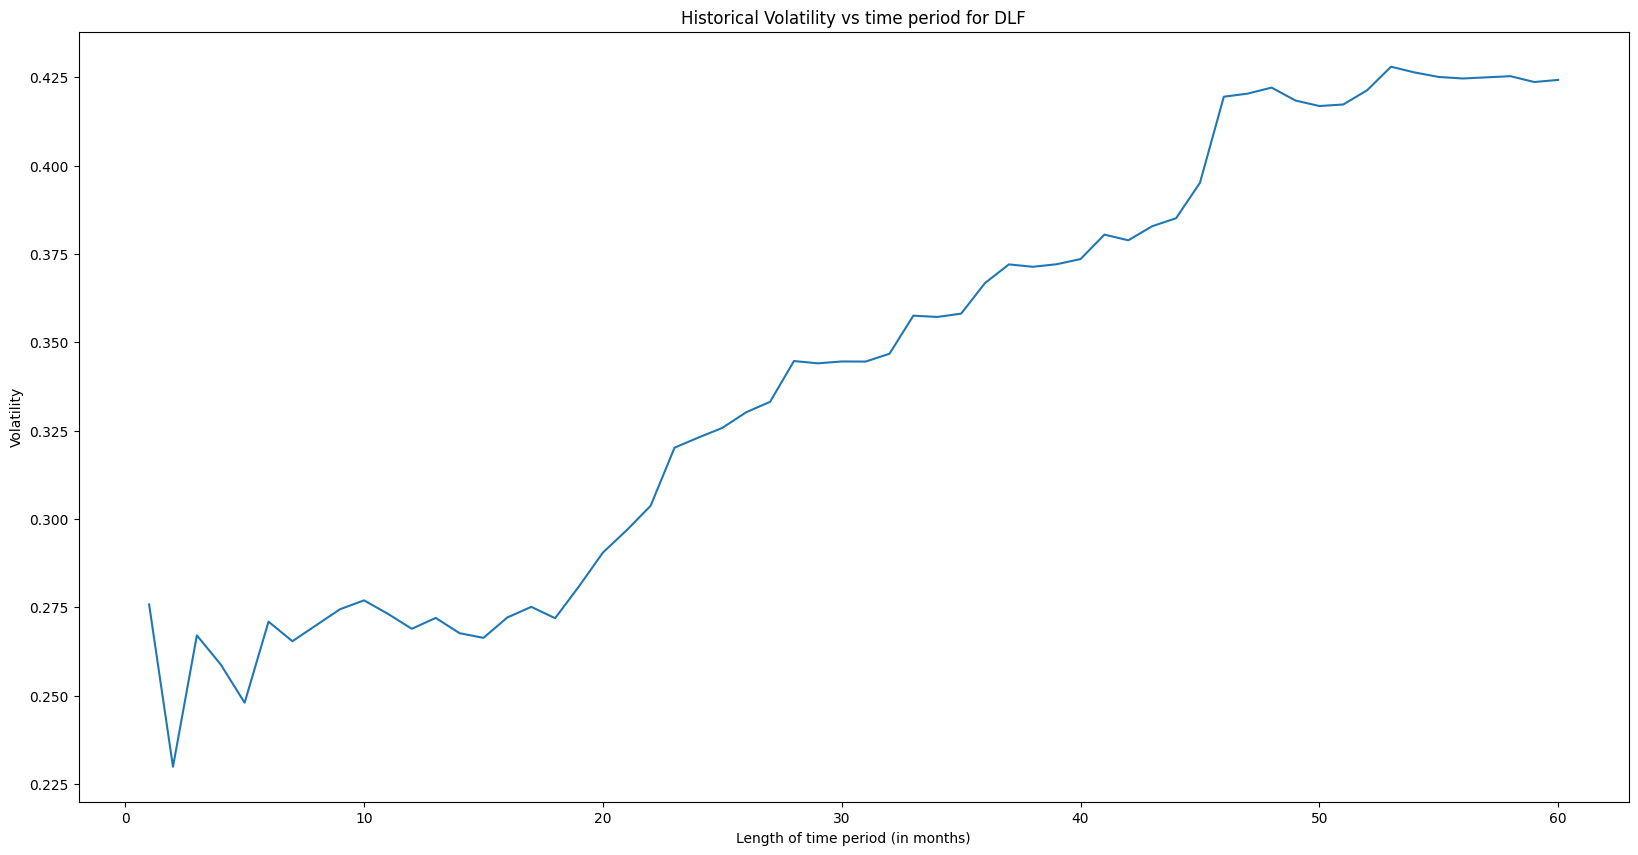 Historical Volatility vs time period for DLF
0.425
0.400
0.375
0.350
0.325
0.300
0.275
0.250
0.225
Volatility
0 10 20 30 40 50 60
Length of time period (in months)